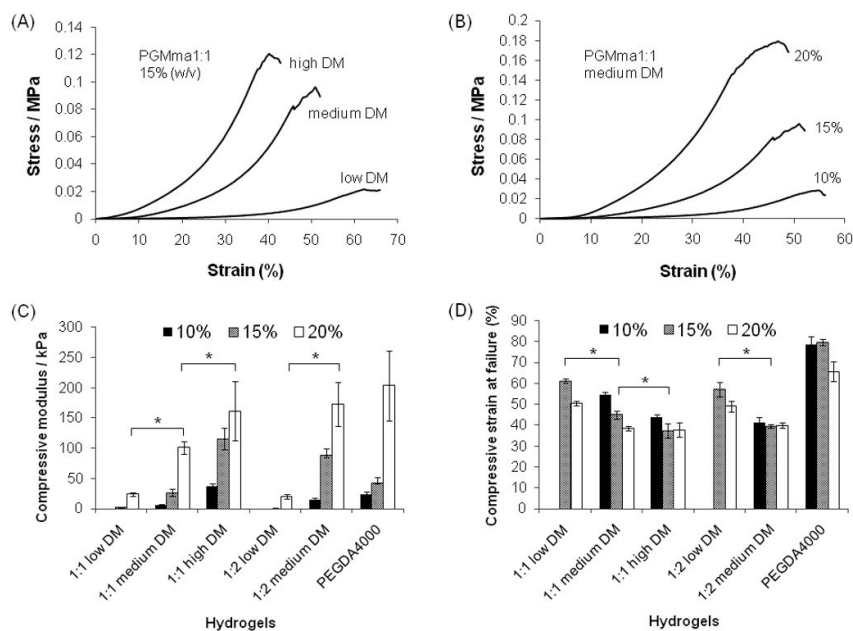 (A)
Stress / MPa
0.14
0.12
0.1
0.08
0.06
0.04
0.02
0
PGMma1:1
15% (w/v)
high DM
medium DM
low DM
0 10 20 30 40 50 60 70
Strain (%)
(B)
Stress / MPa
0.2
0.18
0.16
0.14
0.12
0.1
0.08
0.06
0.04
0.02
0
PGMma1:1
medium DM
20%
15%
10%
0 10 20 30 40 50 60
Strain (%)
(C)
Compressive modulus / kPa
300
250
200
150
100
50
0
10% 15% 20%
* * *
1:1 low DM
1:1 medium DM
1:1 high DM
1:2 low DM
1:2 medium DM
PEGDA4000
Hydrogels
(D)
Compressive strain at failure (%)
90
80
70
60
50
40
30
20
10
0
10% 15% 20%
* * *
1:1 low DM
1:1 medium DM
1:1 high DM
1:2 low DM
1:2 medium DM
PEGDA4000
Hydrogels